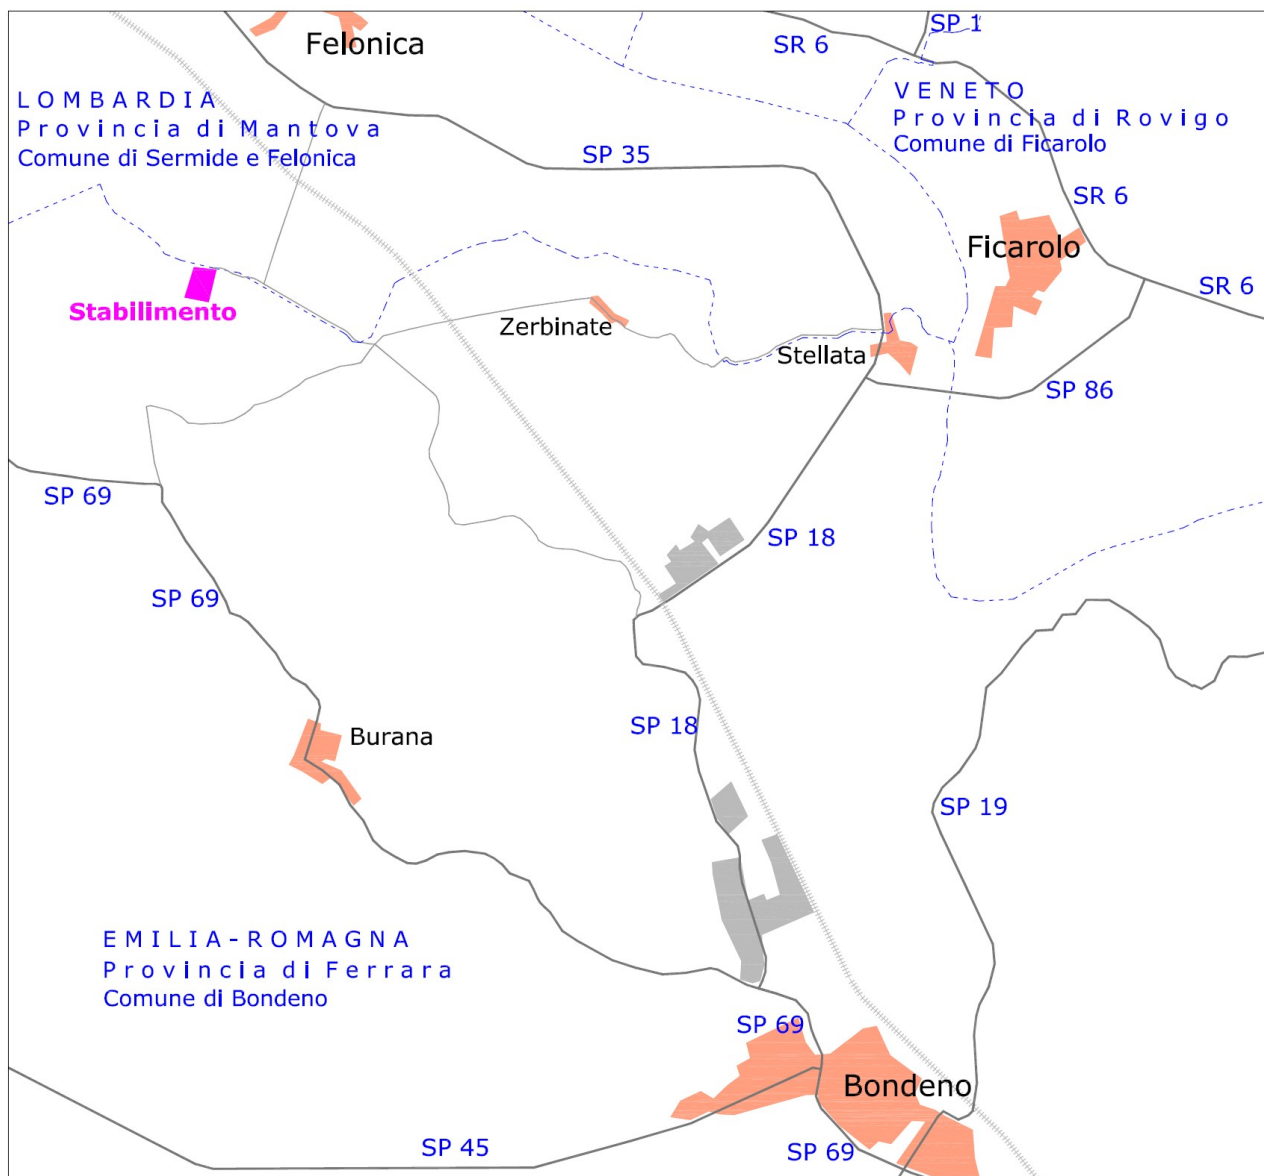 SP 1
Felonica
SR 6
LOMBARDIA
Provincia di Mantova
Comune di Sermide e Felonica
VENETO
Provincia di Rovigo
Comune di Ficarolo
SP 35
SR 6
Ficarolo
SR 6
Stabilimento
Zerbinate
Stellata
SP 86
SP 69
SP 18
SP 69
SP 18
Burana
SP 19
EMILIA-ROMAGNA
Provincia di Ferrara
Comune di Bondeno
SP 69
Bondeno
SP 45
SP 69